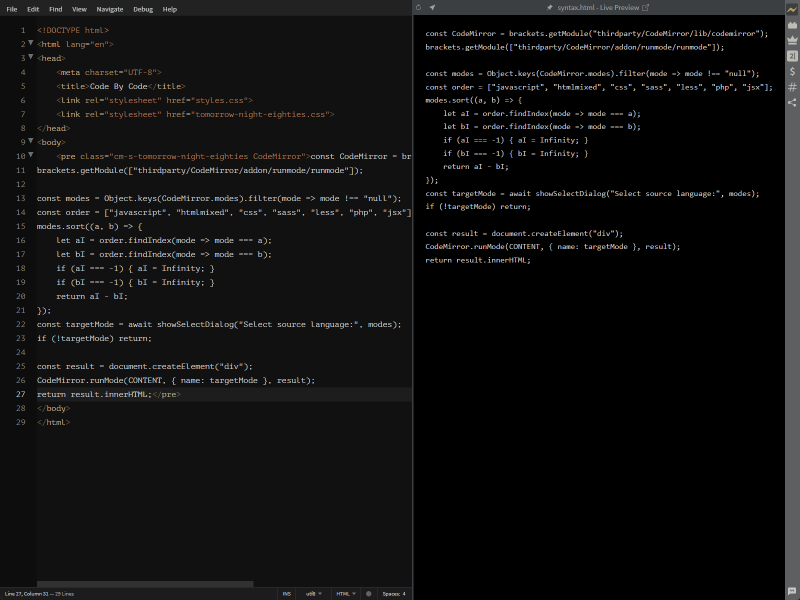 File Edit Find View Navigate Debug Help
syntax.html - Live Preview
1 <!DOCTYPE html>
2 <html lang="en">
3 <head>
4 <meta charset="UTF-8">
5 <title>Code By Code</title>
6 <link rel="stylesheet" href="styles.css">
7 <link rel="stylesheet" href="tomorrow-night-eighties.css">
8 </head>
9 <body>
10 <pre class="cm-s-tomorrow-night-eighties CodeMirror">const CodeMirror = br
11 brackets.getModule(["thirdparty/CodeMirror/addon/runmode/runmode"]);
12
13 const modes = Object.keys(CodeMirror.modes).filter(mode => mode !== "null");
14 const order = ["javascript", "htmlmixed", "css", "sass", "less", "php", "jsx"]
15 modes.sort((a, b) => {
16 let aI = order.findIndex(mode => mode === a);
17 let bI = order.findIndex(mode => mode === b);
18 if (aI === -1) { aI = Infinity; }
19 if (bI === -1) { bI = Infinity; }
20 return aI - bI;
21 });
22 const targetMode = await showSelectDialog("Select source language:", modes);
23 if (!targetMode) return;
24
25 const result = document.createElement("div");
26 CodeMirror.runMode(CONTENT, { name: targetMode }, result);
27 return result.innerHTML;</pre>
28 </body>
29 </html>
const CodeMirror = brackets.getModule("thirdparty/CodeMirror/lib/codemirror");
brackets.getModule(["thirdparty/CodeMirror/addon/runmode/runmode"]);
const modes = Object.keys(CodeMirror.modes).filter(mode => mode !== "null");
const order = ["javascript", "htmlmixed", "css", "sass", "less", "php", "jsx"];
modes.sort((a, b) => {
let aI = order.findIndex(mode => mode === a);
let bI = order.findIndex(mode => mode === b);
if (aI === -1) { aI = Infinity; }
if (bI === -1) { bI = Infinity; }
return aI - bI;
});
const targetMode = await showSelectDialog("Select source language:", modes);
if (!targetMode) return;
const result = document.createElement("div");
CodeMirror.runMode(CONTENT, { name: targetMode }, result);
return result.innerHTML;
Line 27, Column 31 — 29 Lines
INS utf8 HTML Spaces: 4